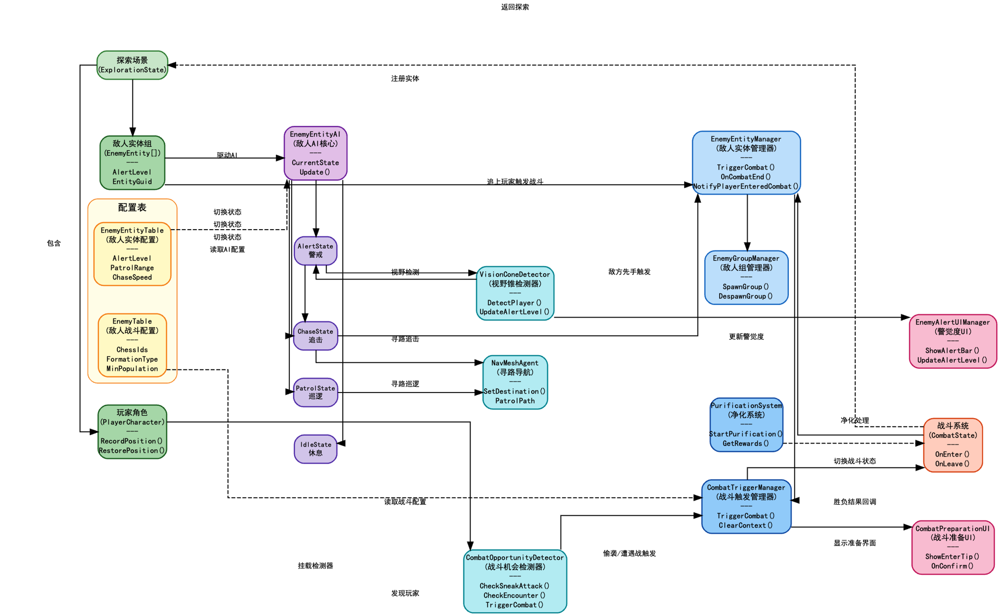 返回探索
探索场景
(ExplorationState)
注册实体
敌人实体组
(EnemyEntity[])
---
AlertLevel
EntityGuid
驱动AI
EnemyEntityAI
(敌人AI核心)
---
CurrentState
Update()
追上玩家触发战斗
EnemyEntityManager
(敌人实体管理器)
---
TriggerCombat()
OnCombatEnd()
NotifyPlayerEnteredCombat()
配置表
EnemyEntityTable
(敌人实体配置)
---
AlertLevel
PatrolRange
ChaseSpeed
切换状态
切换状态
切换状态
读取AI配置
包含
AlertState
警戒
视野检测
VisionConeDetector
(视野锥检测器)
---
DetectPlayer()
UpdateAlertLevel()
敌方先手触发
EnemyGroupManager
(敌人组管理器)
---
SpawnGroup()
DespawnGroup()
EnemyTable
(敌人战斗配置)
---
ChessIds
FormationType
MinPopulation
ChaseState
追击
寻路追击
更新警觉度
EnemyAlertUIManager
(警觉度UI)
---
ShowAlertBar()
UpdateAlertLevel()
PatrolState
巡逻
寻路巡逻
NavMeshAgent
(寻路导航)
---
SetDestination()
PatrolPath
玩家角色
(PlayerCharacter)
---
RecordPosition()
RestorePosition()
IdleState
休息
PurificationSystem
(净化系统)
---
StartPurification()
GetRewards()
净化处理
战斗系统
(CombatState)
---
OnEnter()
OnLeave()
切换战斗状态
读取战斗配置
CombatTriggerManager
(战斗触发管理器)
---
TriggerCombat()
ClearContext()
胜负结果回调
显示准备界面
CombatPreparationUI
(战斗准备UI)
---
ShowEnterTip()
OnConfirm()
挂载检测器
发现玩家
CombatOpportunityDetector
(战斗机会检测器)
---
CheckSneakAttack()
CheckEncounter()
TriggerCombat()
偷袭/遭遇战触发